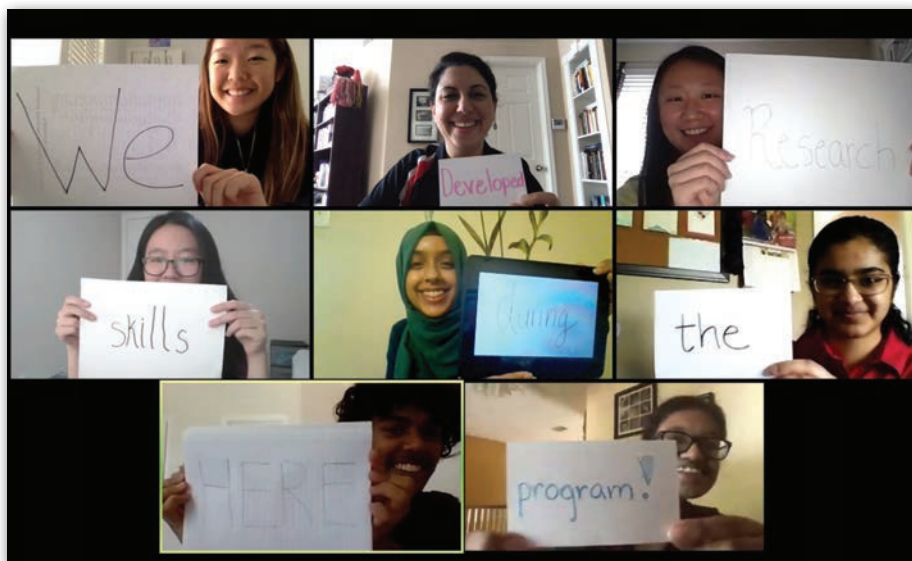 We
Developed
Research
skills
during
the
HERE
program!